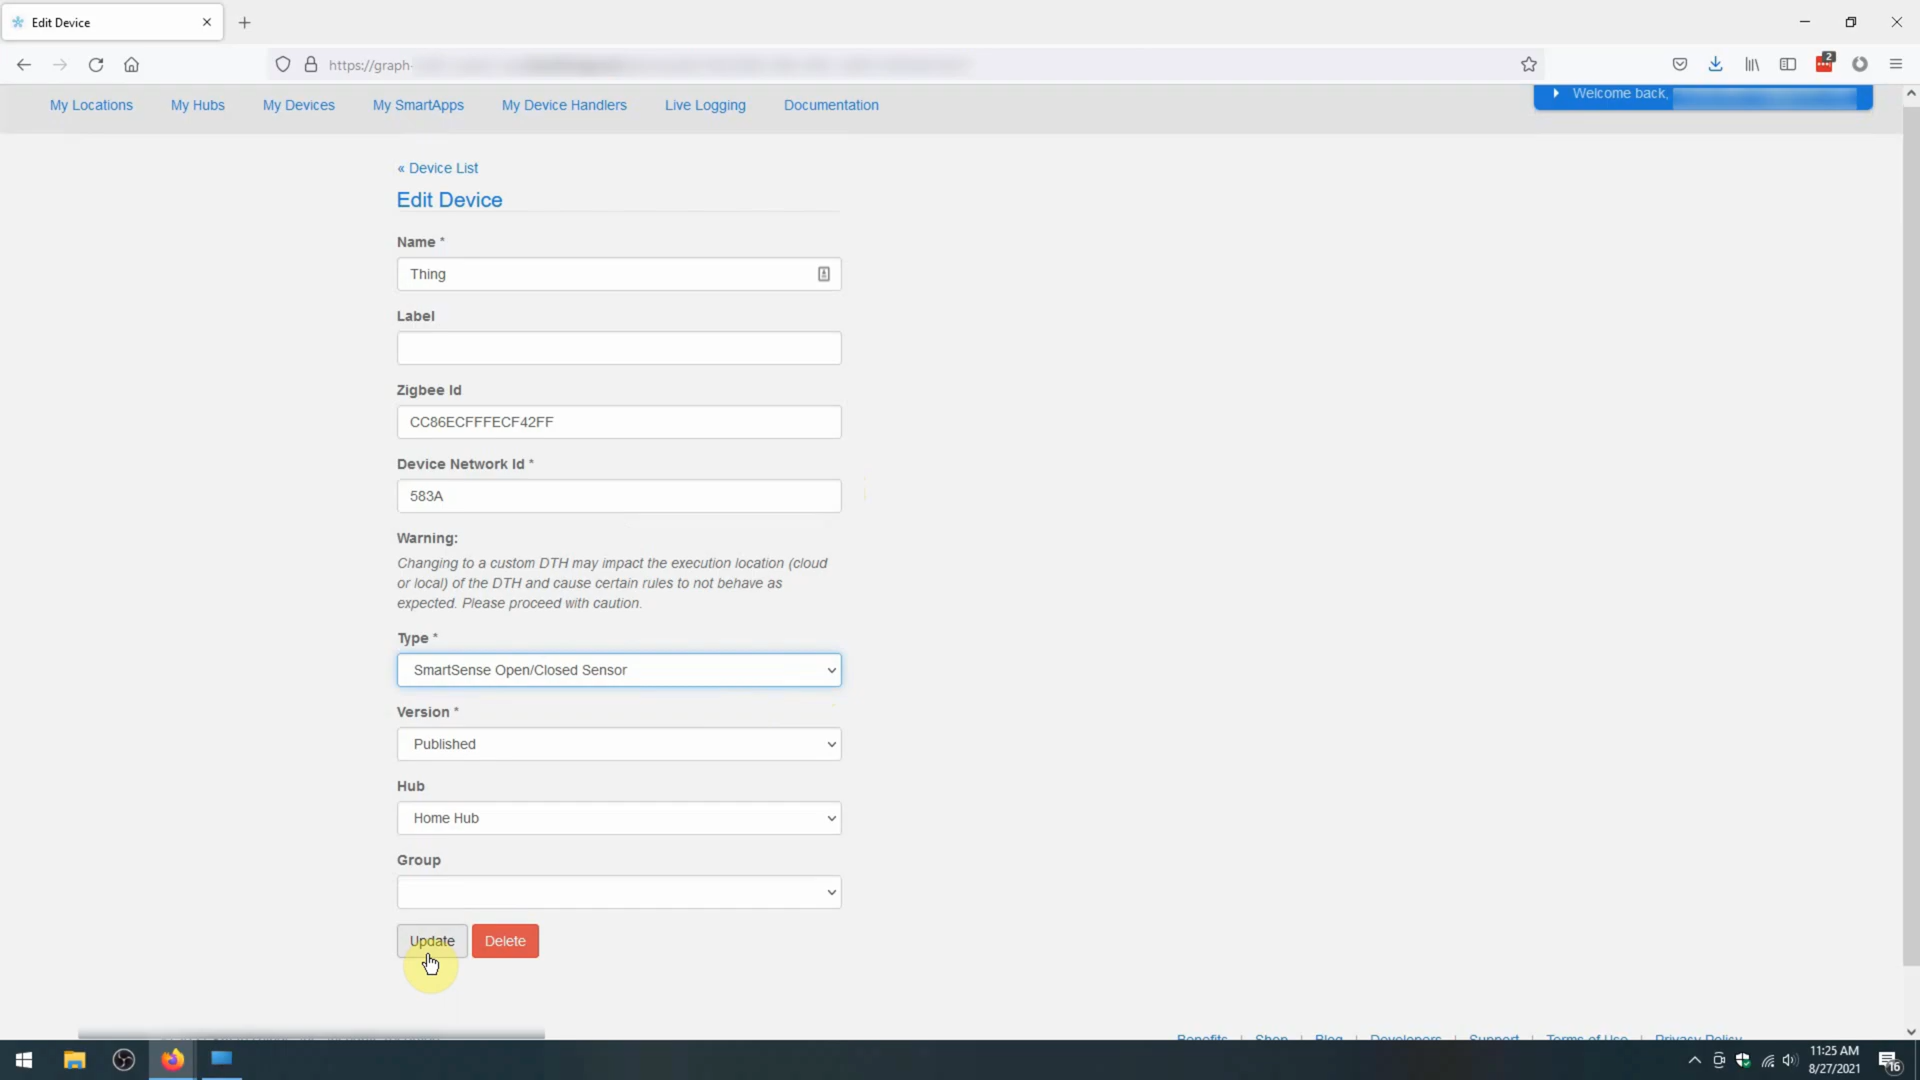 Edit Device
https://graph-
2
My Locations My Hubs My Devices My SmartApps My Device Handlers Live Logging Documentation
Welcome back,
« Device List
Edit Device
Name *
Thing
Label
Zigbee Id
CC86ECFFFECF42FF
Device Network Id *
583A
Warning:
Changing to a custom DTH may impact the execution location (cloud
or local) of the DTH and cause certain rules to not behave as
expected. Please proceed with caution.
Type *
SmartSense Open/Closed Sensor
Version *
Published
Hub
Home Hub
Group
Update Delete
Benefits | Shop | Blog | Developers | Support | Terms of Use | Privacy Policy
11:25 AM
8/27/2021
16